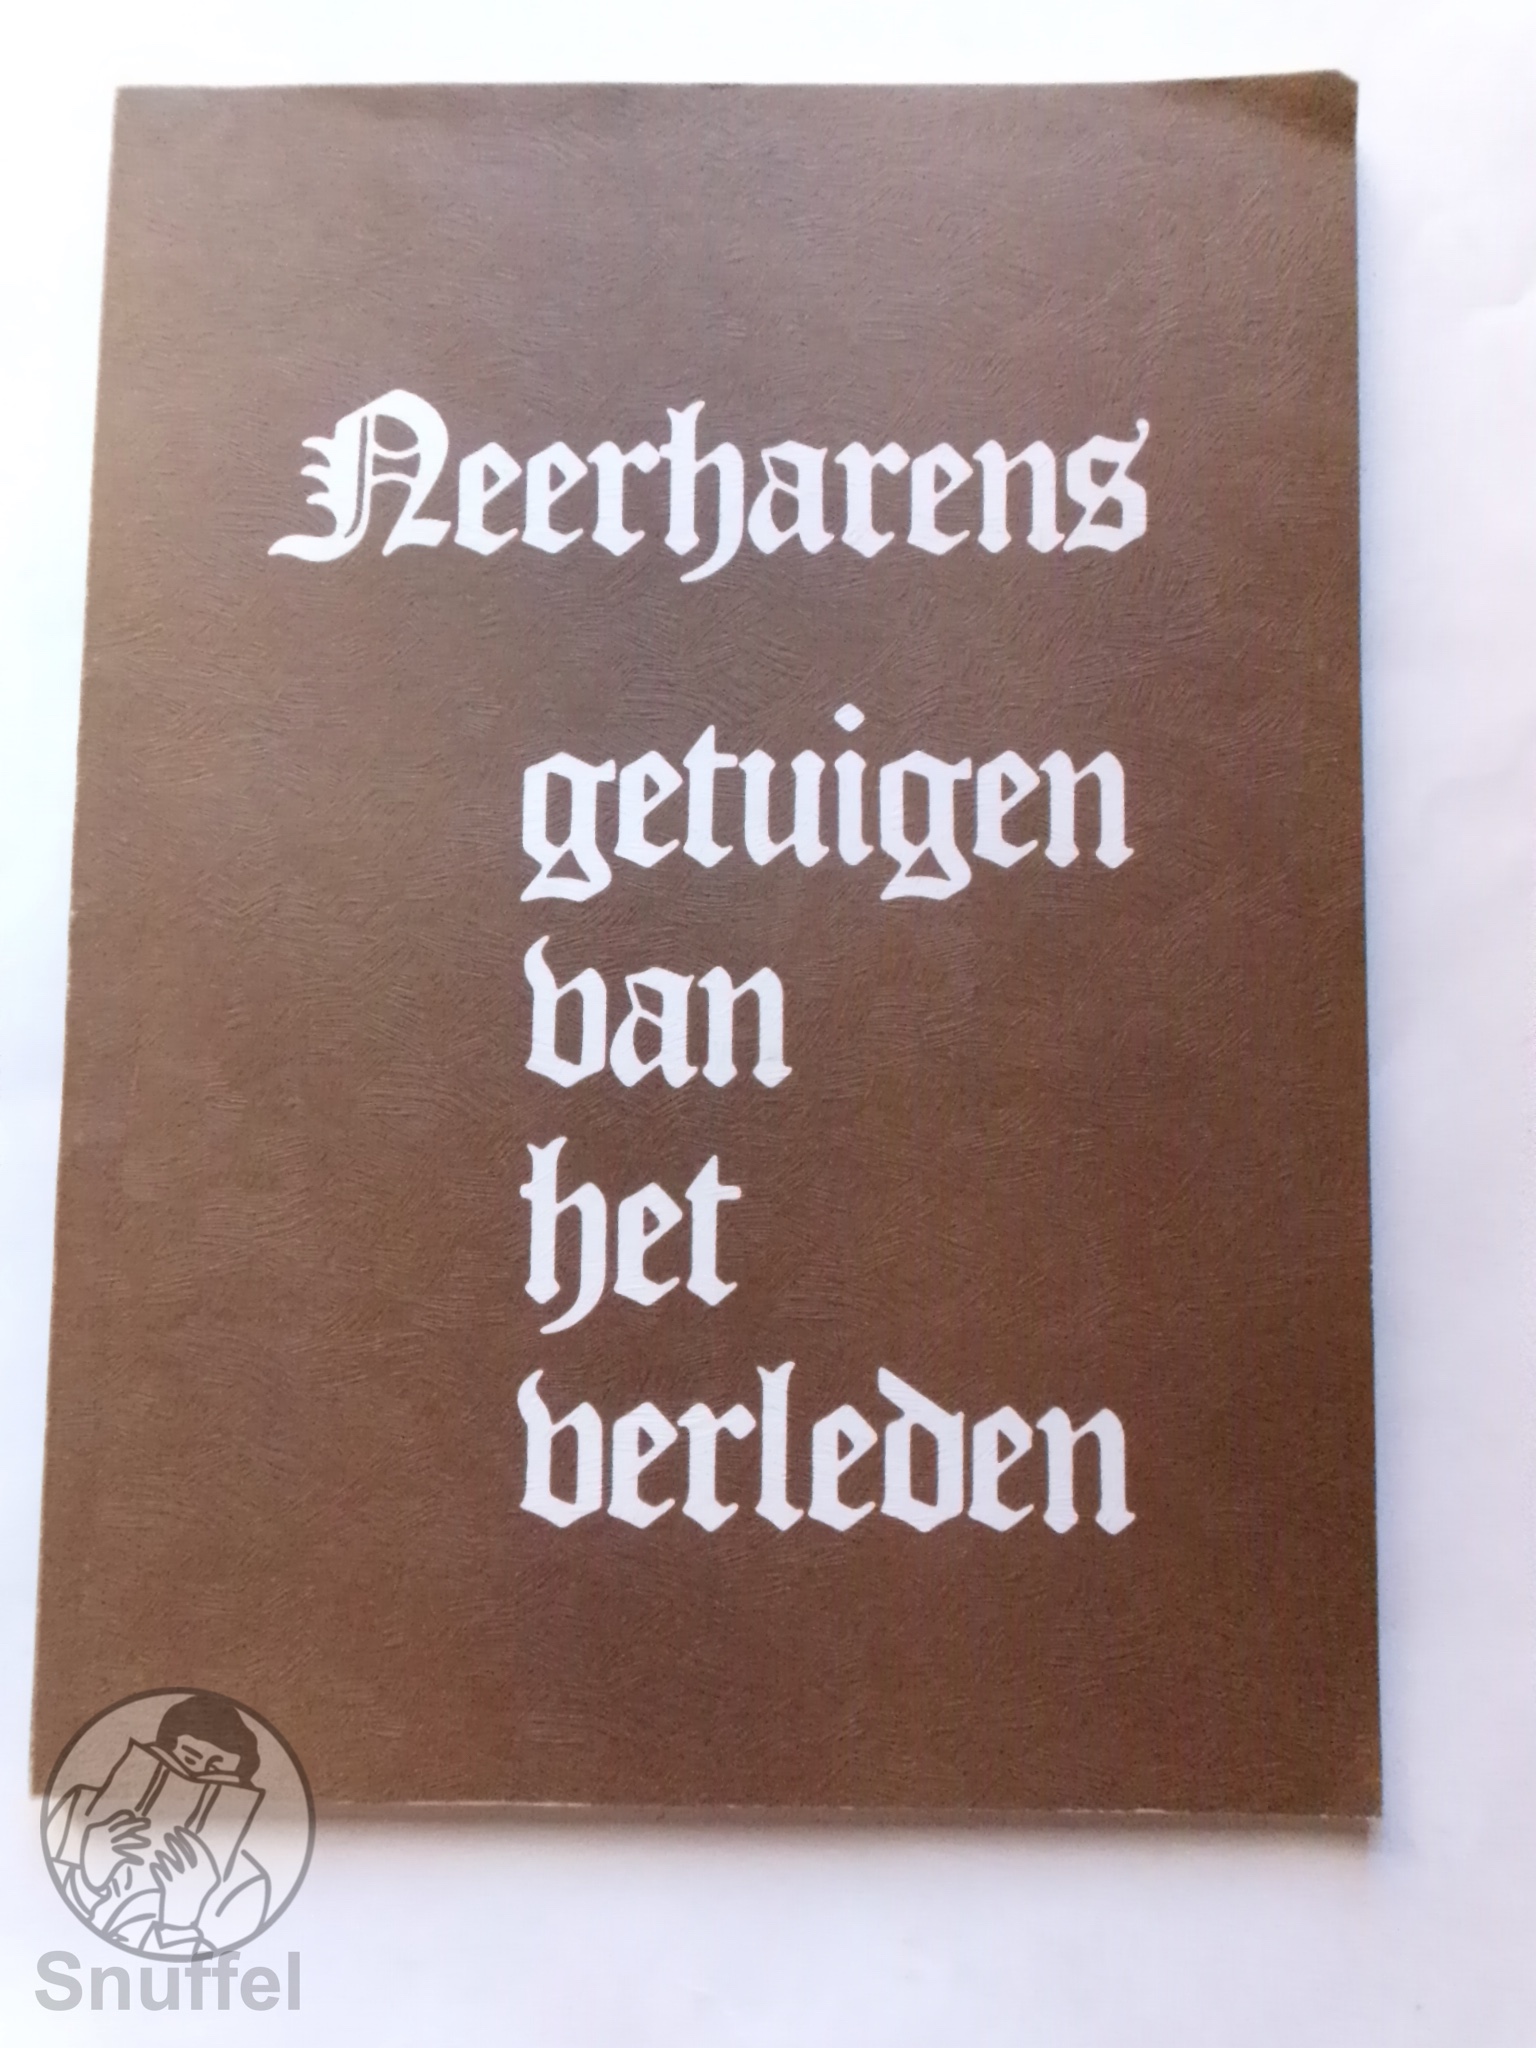 Neerharens
getuigen
van
het
verleden
Snuffel